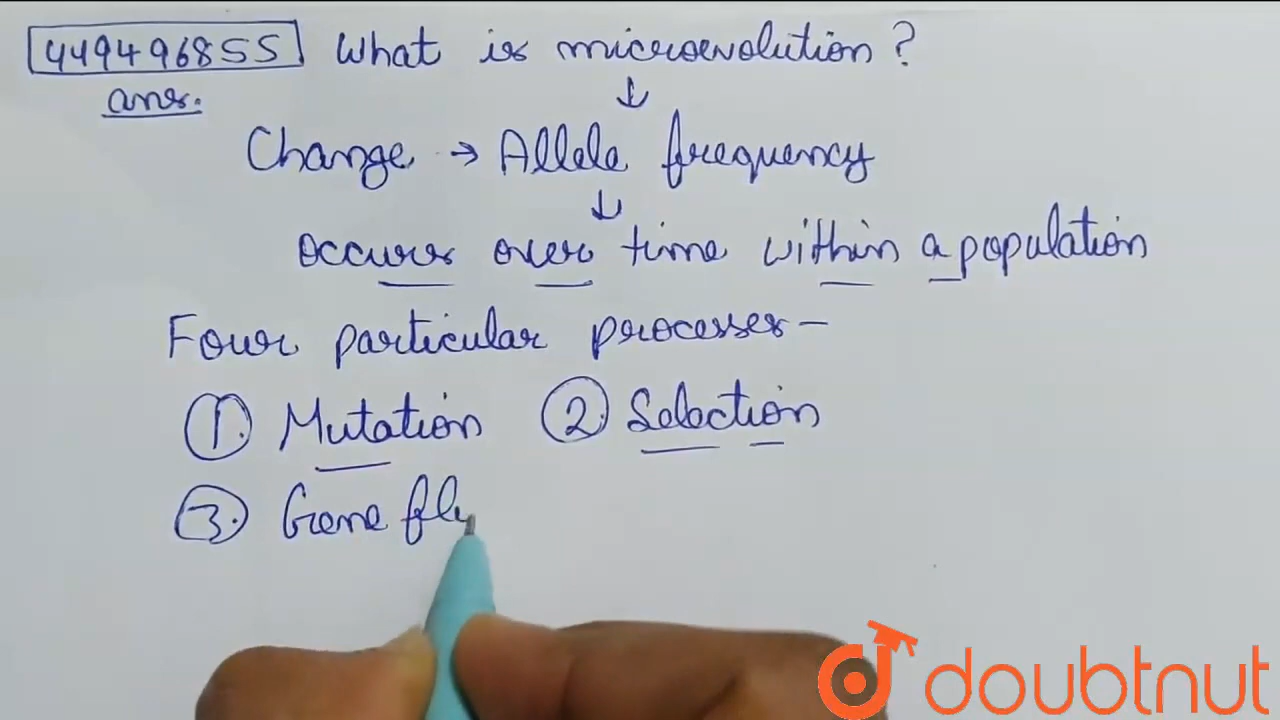 449496855 What is microevolution?
ans.
↓
Change → Allele frequency
↓
occurs over time within a population
Four particular processes-
1. Mutation 2. Selection
3. Gene fl
doubtnut